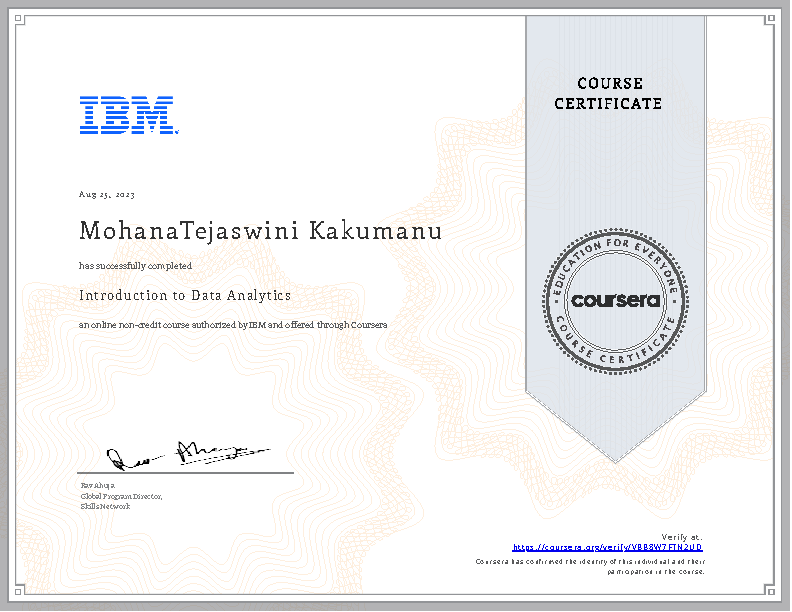 IBM
COURSE
CERTIFICATE
Aug 25, 2023
MohanaTejaswini Kakumanu
has successfully completed
Introduction to Data Analytics
an online non-credit course authorized by IBM and offered through Coursera
EDUCATION FOR EVERYONE
coursera
COURSE CERTIFICATE
Rav Ahuja
Global Program Director,
Skills Network
Verify at:
https://coursera.org/verify/VBBSW7FTN2UD
Coursera has confirmed the identity of this individual and their
participation in the course.